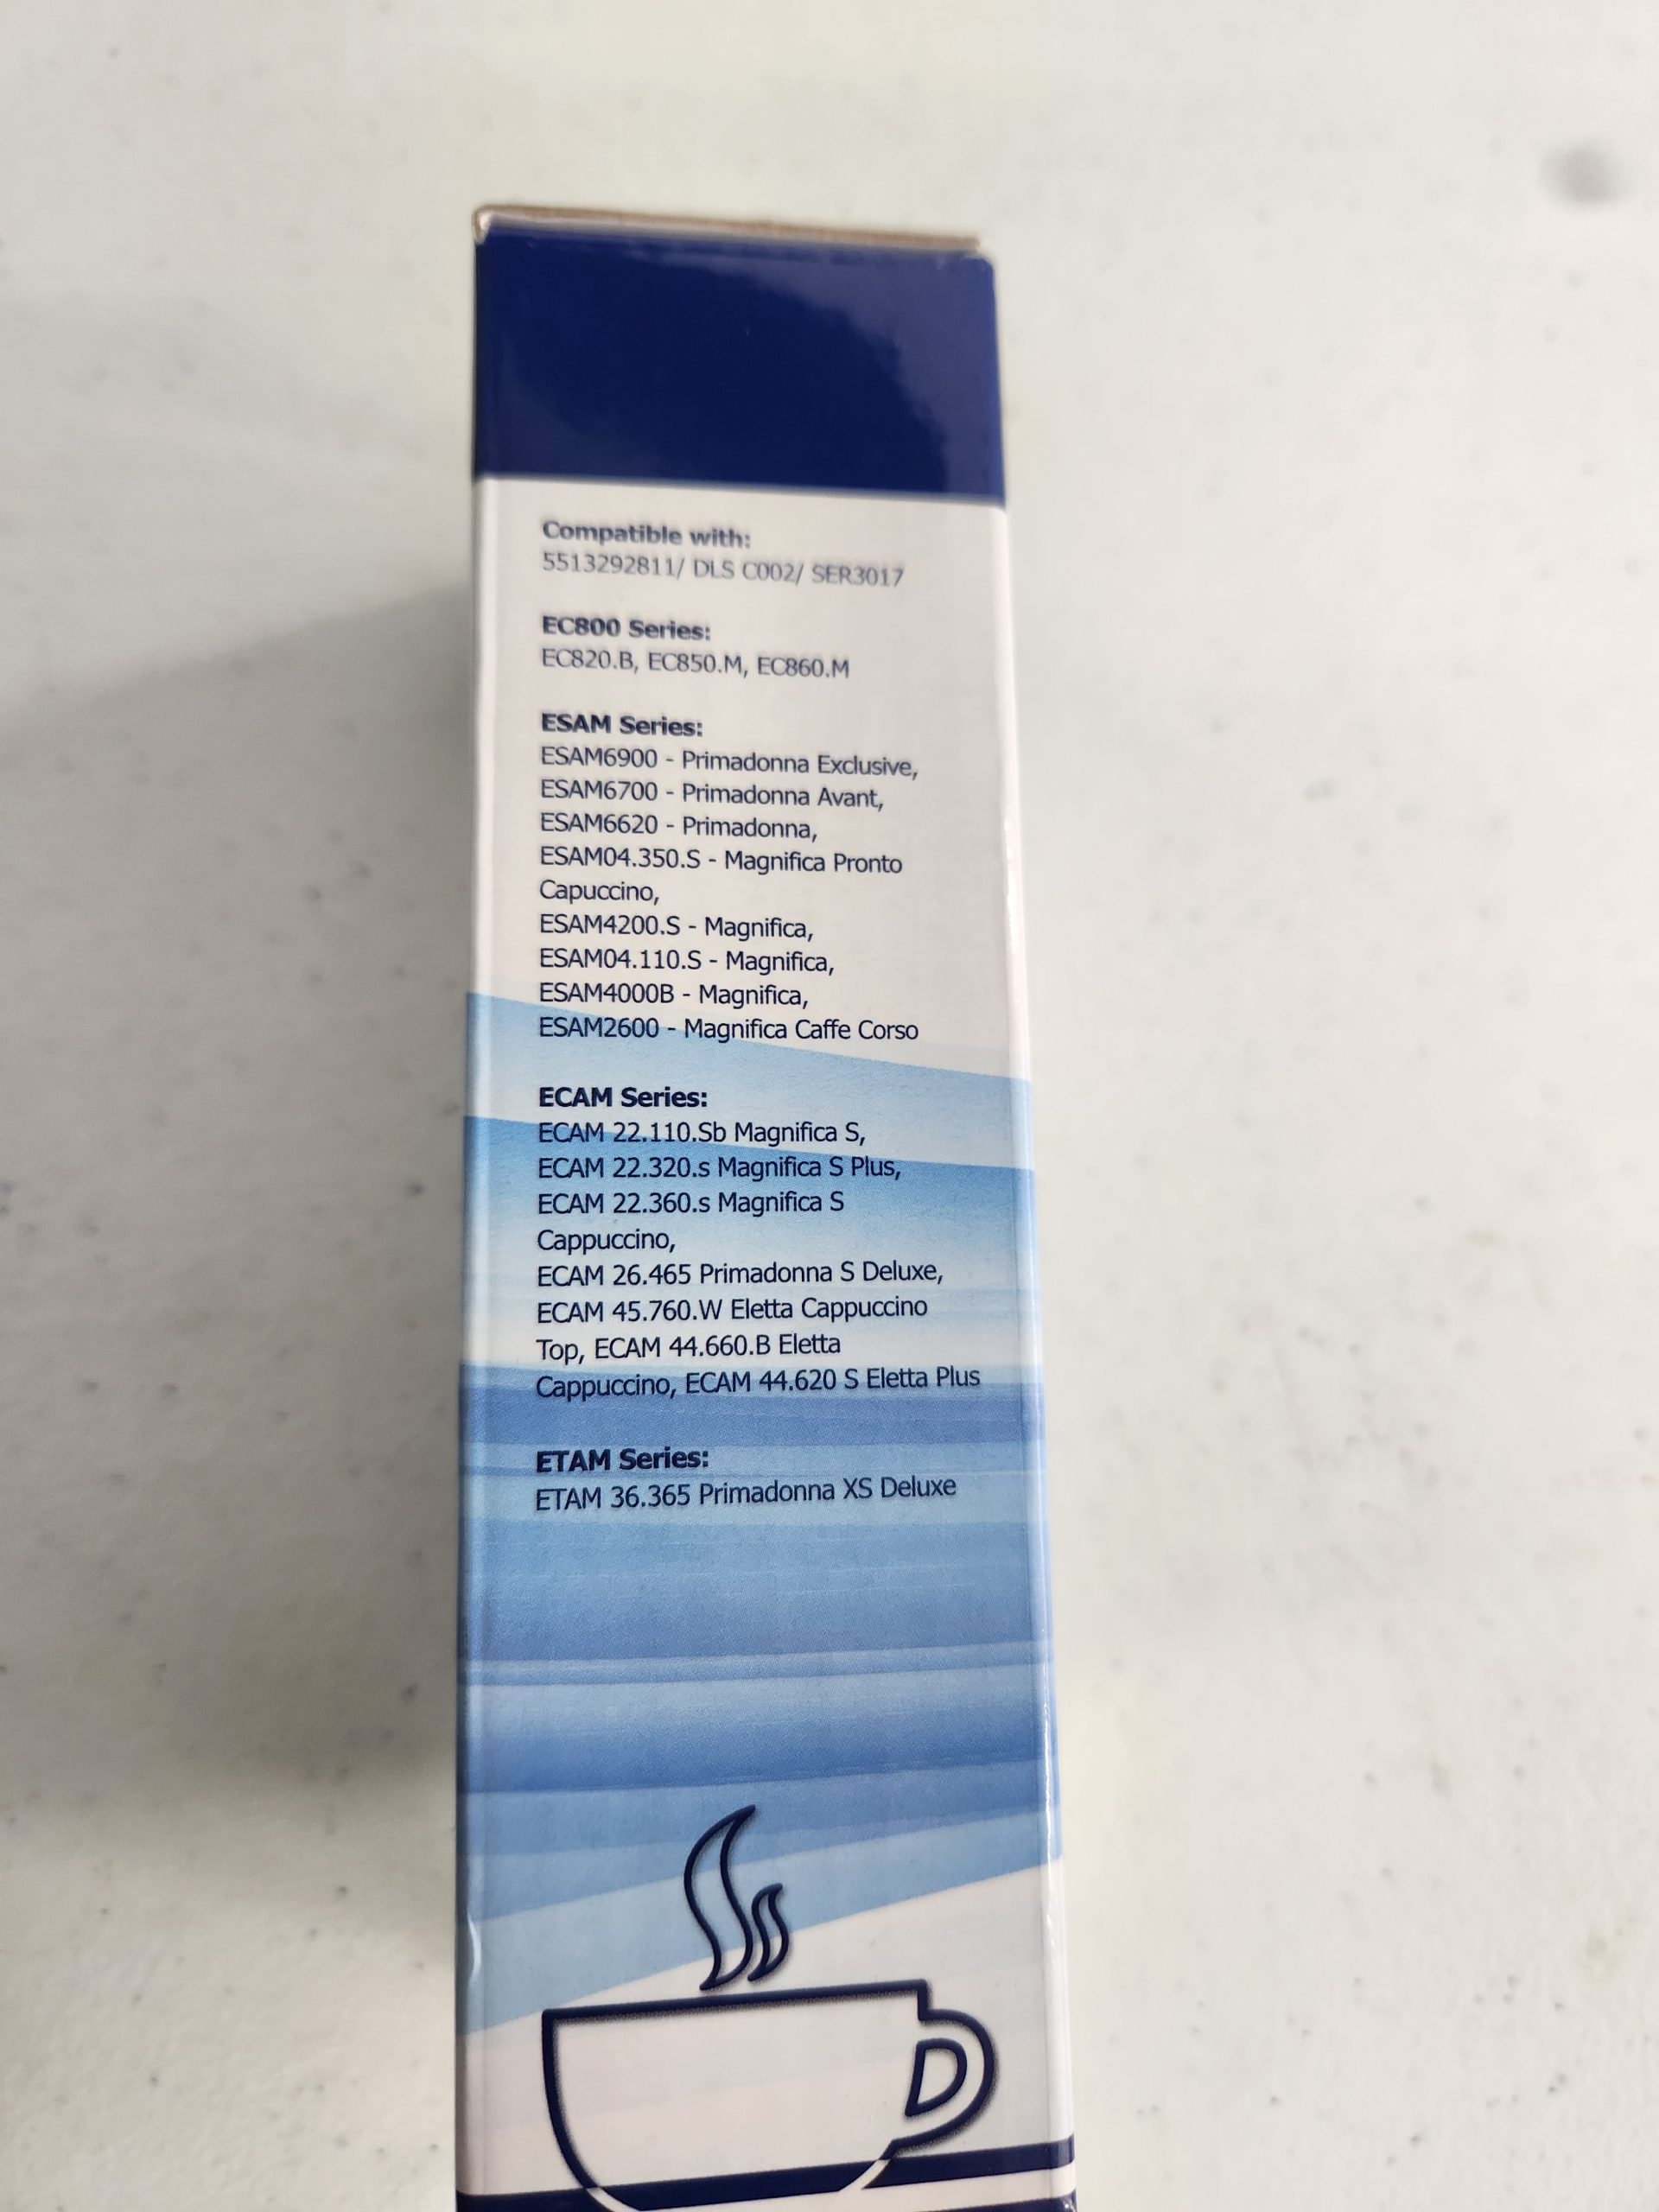 Compatible with:
5513292811/ DLS C002/ SER3017
EC800 Series:
EC820.B, EC850.M, EC860.M
ESAM Series:
ESAM6900 - Primadonna Exclusive,
ESAM6700 - Primadonna Avant,
ESAM6620 - Primadonna,
ESAM04.350.S - Magnifica Pronto
Capuccino,
ESAM4200.S - Magnifica,
ESAM04.110.S - Magnifica,
ESAM4000B - Magnifica,
ESAM2600 - Magnifica Caffe Corso
ECAM Series:
ECAM 22.110.Sb Magnifica S,
ECAM 22.320.s Magnifica S Plus,
ECAM 22.360.s Magnifica S
Cappuccino,
ECAM 26.465 Primadonna S Deluxe,
ECAM 45.760.W Eletta Cappuccino
Top, ECAM 44.660.B Eletta
Cappuccino, ECAM 44.620 S Eletta Plus
ETAM Series:
ETAM 36.365 Primadonna XS Deluxe